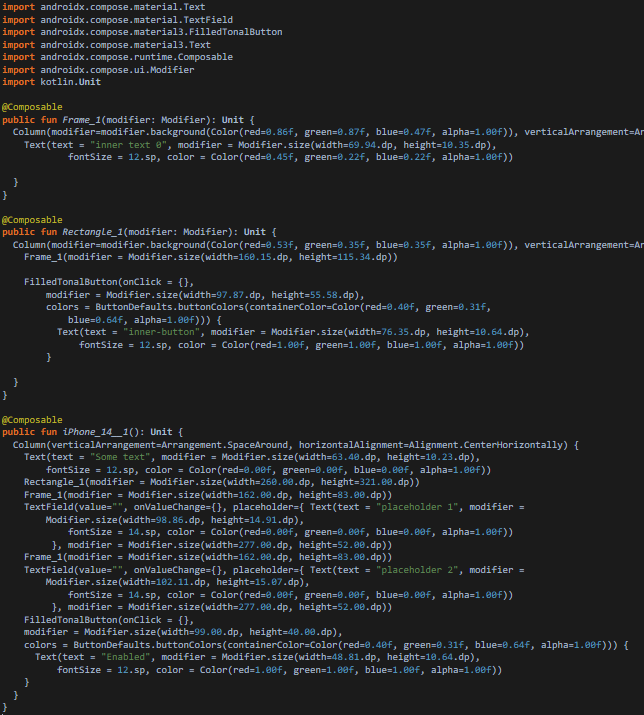 import androidx.compose.material.Text
import androidx.compose.material.TextField
import androidx.compose.material3.FilledTonalButton
import androidx.compose.material3.Text
import androidx.compose.runtime.Composable
import androidx.compose.ui.Modifier
import kotlin.Unit
@Composable
public fun Frame_1(modifier: Modifier): Unit {
Column(modifier=modifier.background(Color(red=0.86f, green=0.87f, blue=0.47f, alpha=1.00f)), verticalArrangement=Ar
Text(text = "inner text 0", modifier = Modifier.size(width=69.94.dp, height=10.35.dp),
fontSize = 12.sp, color = Color(red=0.45f, green=0.22f, blue=0.22f, alpha=1.00f))
}
}
@Composable
public fun Rectangle_1(modifier: Modifier): Unit {
Column(modifier=modifier.background(Color(red=0.53f, green=0.35f, blue=0.35f, alpha=1.00f)), verticalArrangement=Ar
Frame_1(modifier = Modifier.size(width=160.15.dp, height=115.34.dp))
FilledTonalButton(onClick = {},
modifier = Modifier.size(width=97.87.dp, height=55.58.dp),
colors = ButtonDefaults.buttonColors(containerColor=Color(red=0.40f, green=0.31f,
blue=0.64f, alpha=1.00f))) {
Text(text = "inner-button", modifier = Modifier.size(width=76.35.dp, height=10.64.dp),
fontSize = 12.sp, color = Color(red=1.00f, green=1.00f, blue=1.00f, alpha=1.00f))
}
}
}
@Composable
public fun iPhone_14__1(): Unit {
Column(verticalArrangement=Arrangement.SpaceAround, horizontalAlignment=Alignment.CenterHorizontally) {
Text(text = "Some text", modifier = Modifier.size(width=63.40.dp, height=10.23.dp),
fontSize = 12.sp, color = Color(red=0.00f, green=0.00f, blue=0.00f, alpha=1.00f))
Rectangle_1(modifier = Modifier.size(width=260.00.dp, height=321.00.dp))
Frame_1(modifier = Modifier.size(width=162.00.dp, height=83.00.dp))
TextField(value="", onValueChange={}, placeholder={ Text(text = "placeholder 1", modifier =
Modifier.size(width=98.86.dp, height=14.91.dp),
fontSize = 14.sp, color = Color(red=0.00f, green=0.00f, blue=0.00f, alpha=1.00f))
}, modifier = Modifier.size(width=277.00.dp, height=52.00.dp))
Frame_1(modifier = Modifier.size(width=162.00.dp, height=83.00.dp))
TextField(value="", onValueChange={}, placeholder={ Text(text = "placeholder 2", modifier =
Modifier.size(width=102.11.dp, height=15.07.dp),
fontSize = 14.sp, color = Color(red=0.00f, green=0.00f, blue=0.00f, alpha=1.00f))
}, modifier = Modifier.size(width=277.00.dp, height=52.00.dp))
FilledTonalButton(onClick = {},
modifier = Modifier.size(width=99.00.dp, height=40.00.dp),
colors = ButtonDefaults.buttonColors(containerColor=Color(red=0.40f, green=0.31f, blue=0.64f, alpha=1.00f))) {
Text(text = "Enabled", modifier = Modifier.size(width=48.81.dp, height=10.64.dp),
fontSize = 12.sp, color = Color(red=1.00f, green=1.00f, blue=1.00f, alpha=1.00f))
}
}
}